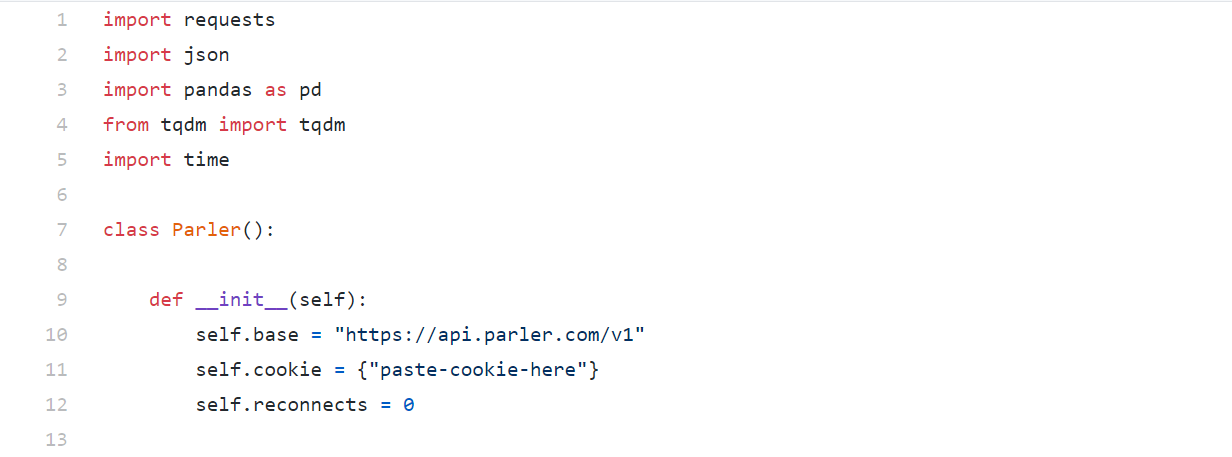 1 import requests
2 import json
3 import pandas as pd
4 from tqdm import tqdm
5 import time
6
7 class Parler():
8
9     def __init__(self):
10         self.base = "https://api.parler.com/v1"
11         self.cookie = {"paste-cookie-here"}
12         self.reconnects = 0
13